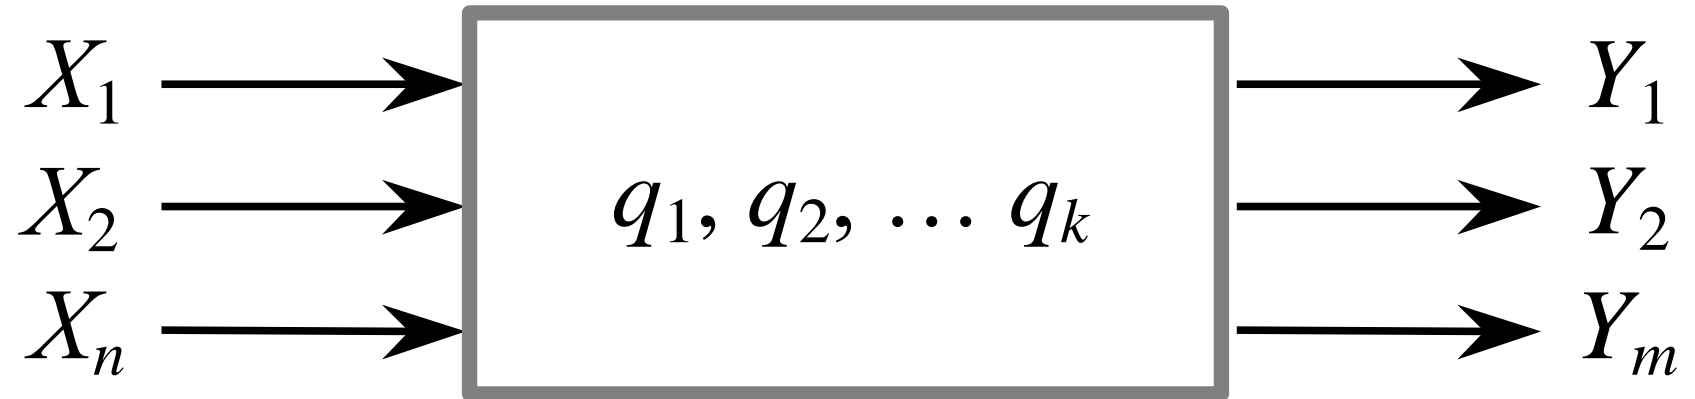 X₁ Y₁
X₂ q₁, q₂, … qₖ Y₂
Xₙ Yₘ